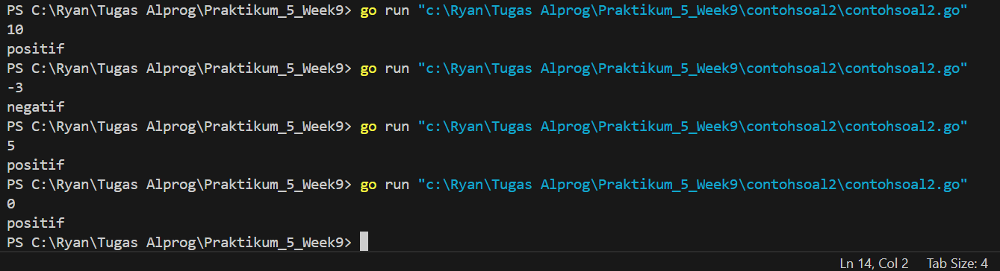 PS C:\Ryan\Tugas Alprog\Praktikum_5_Week9> go run "c:\Ryan\Tugas Alprog\Praktikum_5_Week9\contohsoal2\contohsoal2.go"
10
positif
PS C:\Ryan\Tugas Alprog\Praktikum_5_Week9> go run "c:\Ryan\Tugas Alprog\Praktikum_5_Week9\contohsoal2\contohsoal2.go"
-3
negatif
PS C:\Ryan\Tugas Alprog\Praktikum_5_Week9> go run "c:\Ryan\Tugas Alprog\Praktikum_5_Week9\contohsoal2\contohsoal2.go"
5
positif
PS C:\Ryan\Tugas Alprog\Praktikum_5_Week9> go run "c:\Ryan\Tugas Alprog\Praktikum_5_Week9\contohsoal2\contohsoal2.go"
0
positif
PS C:\Ryan\Tugas Alprog\Praktikum_5_Week9>
Ln 14, Col 2 Tab Size: 4